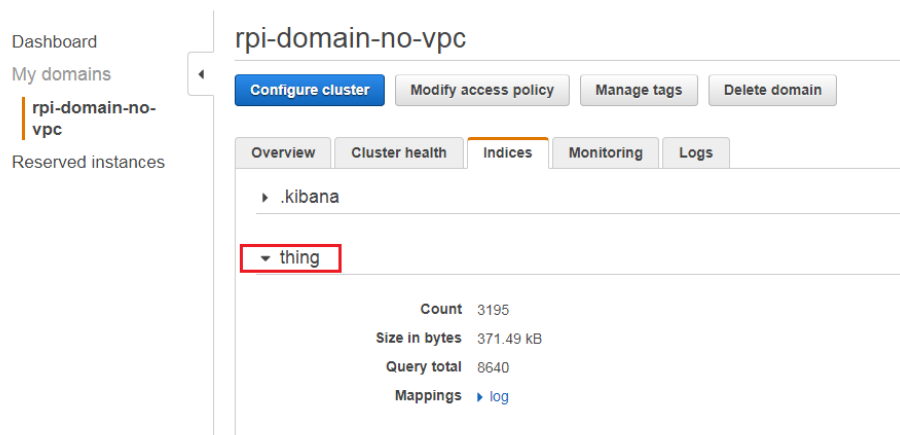 Dashboard
My domains
rpi-domain-no-
vpc
Reserved instances
rpi-domain-no-vpc
Configure cluster Modify access policy Manage tags Delete domain
Overview Cluster health Indices Monitoring Logs
.kibana
thing
Count 3195
Size in bytes 371.49 kB
Query total 8640
Mappings log